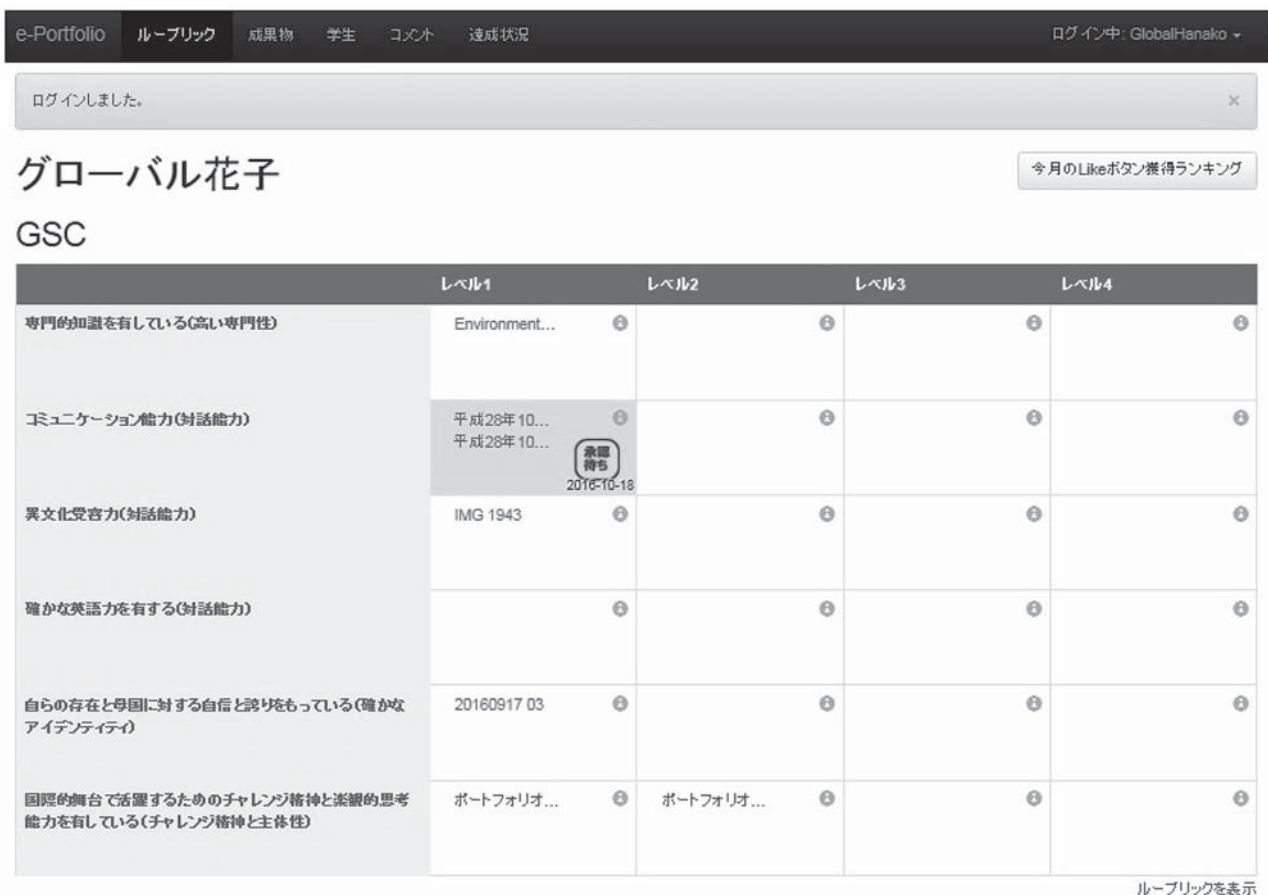 e-Portfolio ルーブリック 成果物 学生 コメント 達成状況 ログイン中: GlobalHanako
ログインしました。 ×
グローバル花子 今月のLikeボタン獲得ランキング
GSC
レベル1 レベル2 レベル3 レベル4
専門的知識を有している(高い専門性) Environment...
コミュニケーション能力(対話能力) 平成28年10...
平成28年10...
承認
待ち
2016-10-18
異文化受容力(対話能力) IMG 1943
確かな英語力を有する(対話能力)
自らの存在と母国に対する自信と誇りをもっている(確かな 20160917 03
アイデンティティ)
国際的舞台で活躍するためのチャレンジ精神と楽観的思考 ポートフォリオ... ポートフォリオ...
能力を有している(チャレンジ精神と主体性)
ルーブリックを表示